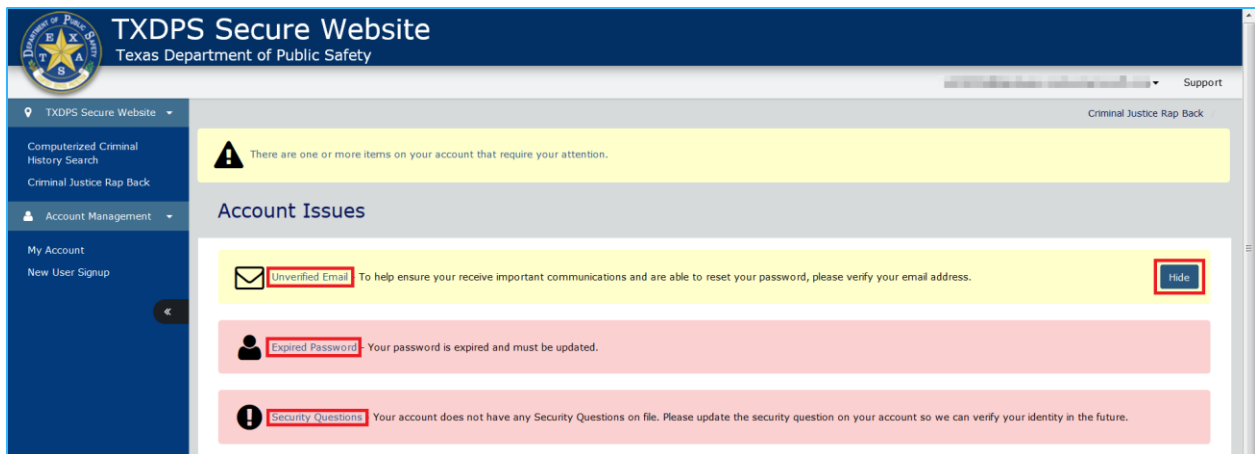 TXDPS Secure Website
Texas Department of Public Safety
Support
TXDPS Secure Website
Criminal Justice Rap Back /
Computerized Criminal
History Search
Criminal Justice Rap Back
There are one or more items on your account that require your attention.
Account Management
Account Issues
My Account
New User Signup
Unverified Email - To help ensure your receive important communications and are able to reset your password, please verify your email address.
Hide
Expired Password - Your password is expired and must be updated.
Security Questions - Your account does not have any Security Questions on file. Please update the security question on your account so we can verify your identity in the future.